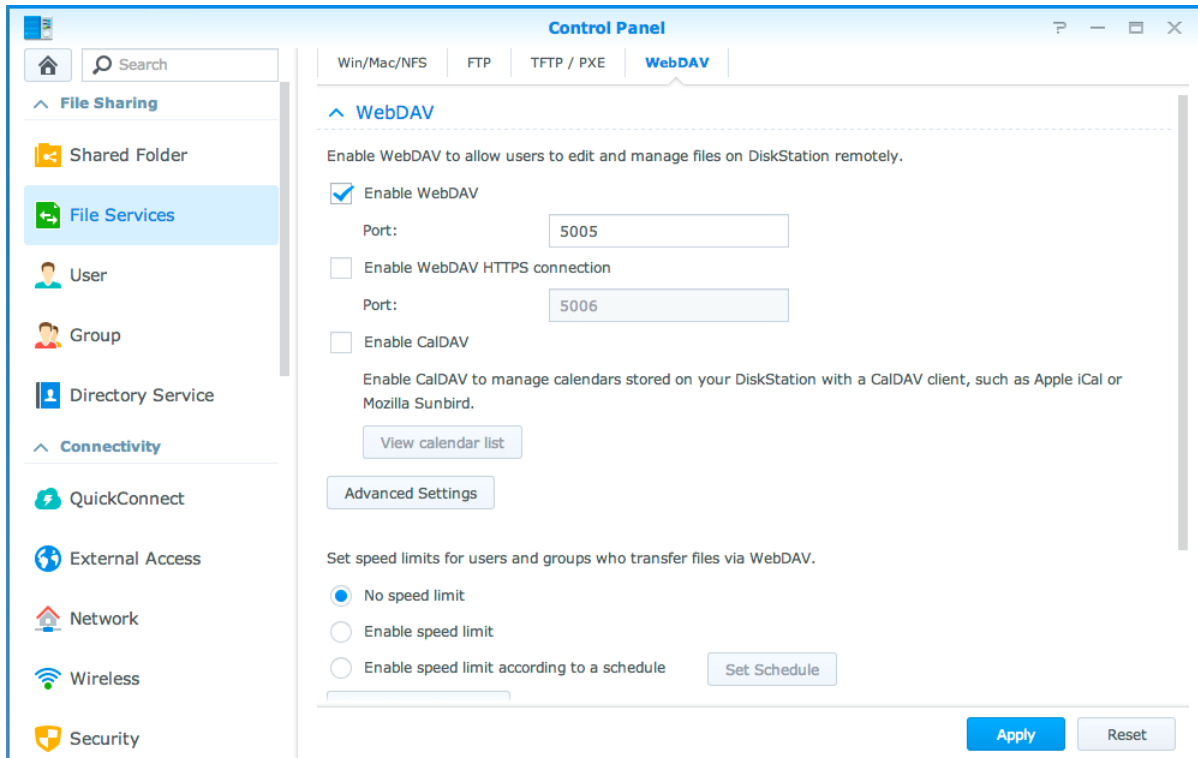 Control Panel
Search
File Sharing
Shared Folder
File Services
User
Group
Directory Service
Connectivity
QuickConnect
External Access
Network
Wireless
Security
Win/Mac/NFS FTP TFTP / PXE WebDAV
WebDAV
Enable WebDAV to allow users to edit and manage files on DiskStation remotely.
Enable WebDAV
Port: 5005
Enable WebDAV HTTPS connection
Port: 5006
Enable CalDAV
Enable CalDAV to manage calendars stored on your DiskStation with a CalDAV client, such as Apple iCal or
Mozilla Sunbird.
View calendar list
Advanced Settings
Set speed limits for users and groups who transfer files via WebDAV.
No speed limit
Enable speed limit
Enable speed limit according to a schedule Set Schedule
Apply Reset